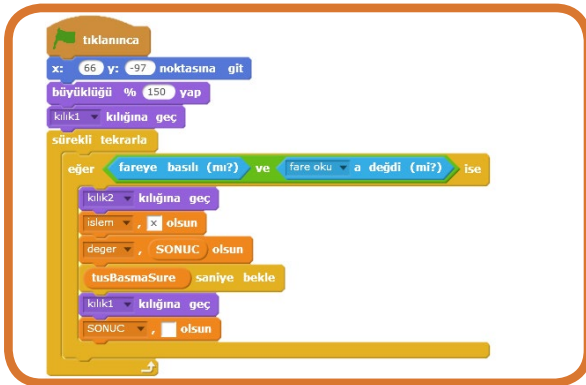 tıklanınca
x: 66 y: -97 noktasına git
büyüklüğü % 150 yap
kılık1 kılığına geç
sürekli tekrarla
eğer fareye basılı (mı?) ve fare oku a değdi (mi?) ise
kılık2 kılığına geç
islem , x olsun
deger , SONUC olsun
tusBasmaSure saniye bekle
kılık1 kılığına geç
SONUC , olsun